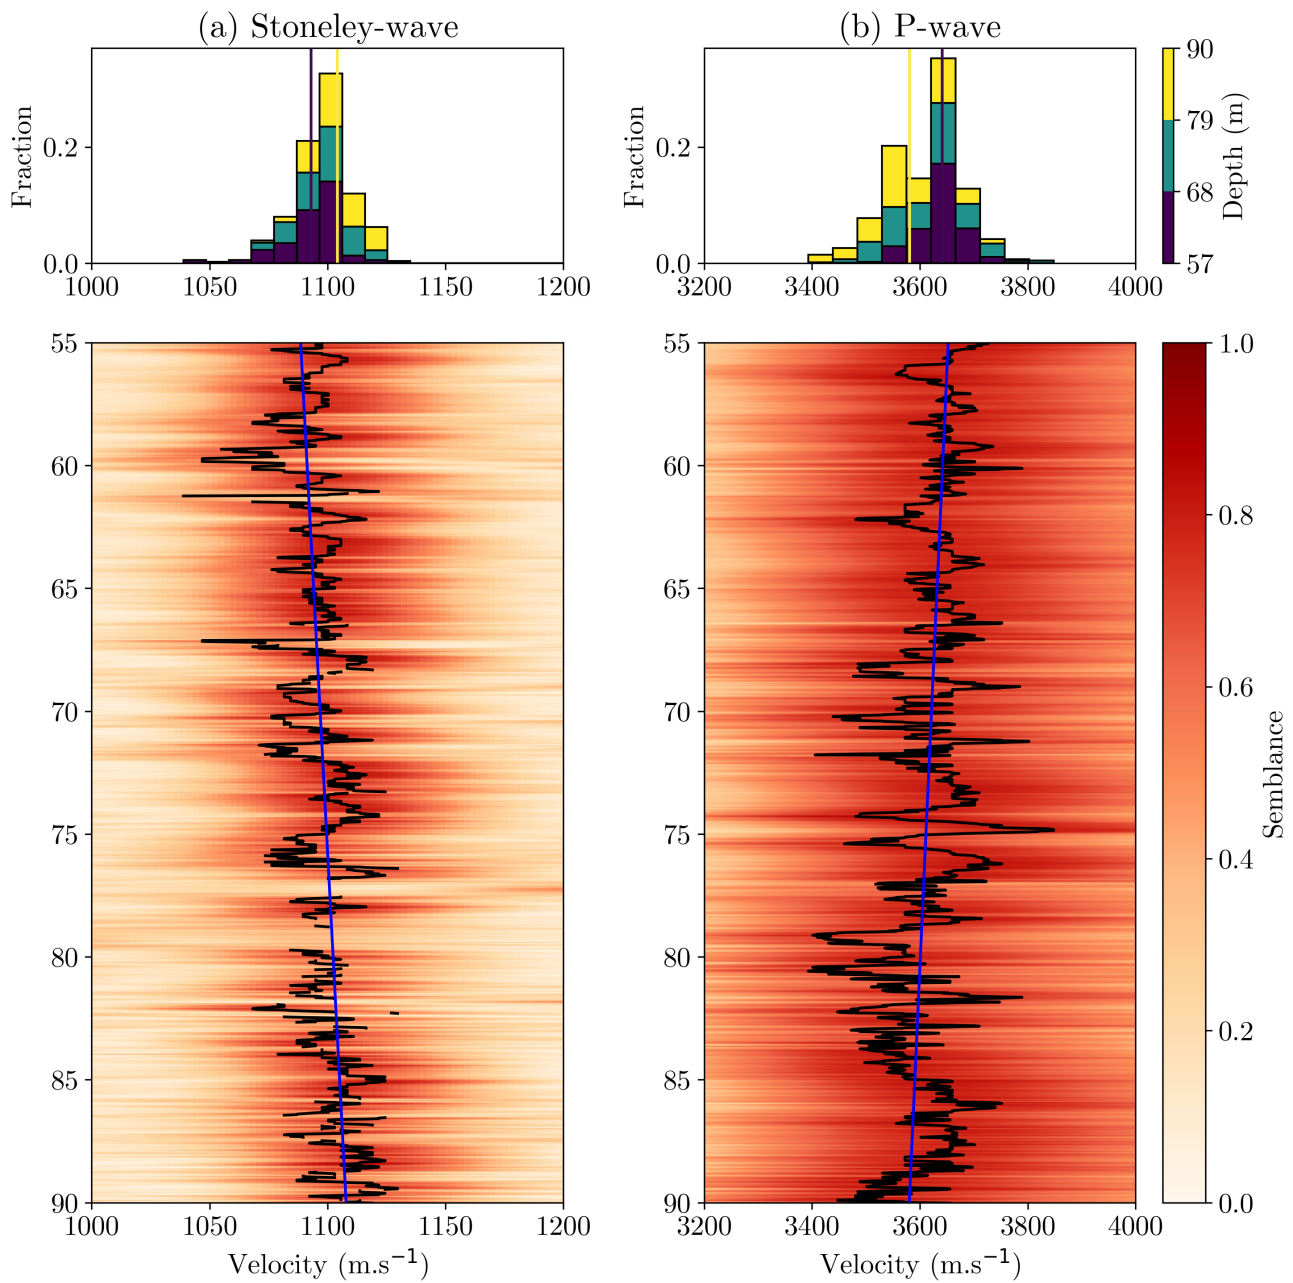 (a) Stoneley-wave
(b) P-wave
Fraction
0.2
0.0
1000 1050 1100 1150 1200
Fraction
0.2
0.0
3200 3400 3600 3800 4000
90
79
68
57
Depth (m)
55
60
65
70
75
80
85
90
1000 1050 1100 1150 1200
Velocity (m.s⁻¹)
55
60
65
70
75
80
85
90
3200 3400 3600 3800 4000
Velocity (m.s⁻¹)
1.0
0.8
0.6
0.4
0.2
0.0
Semblance